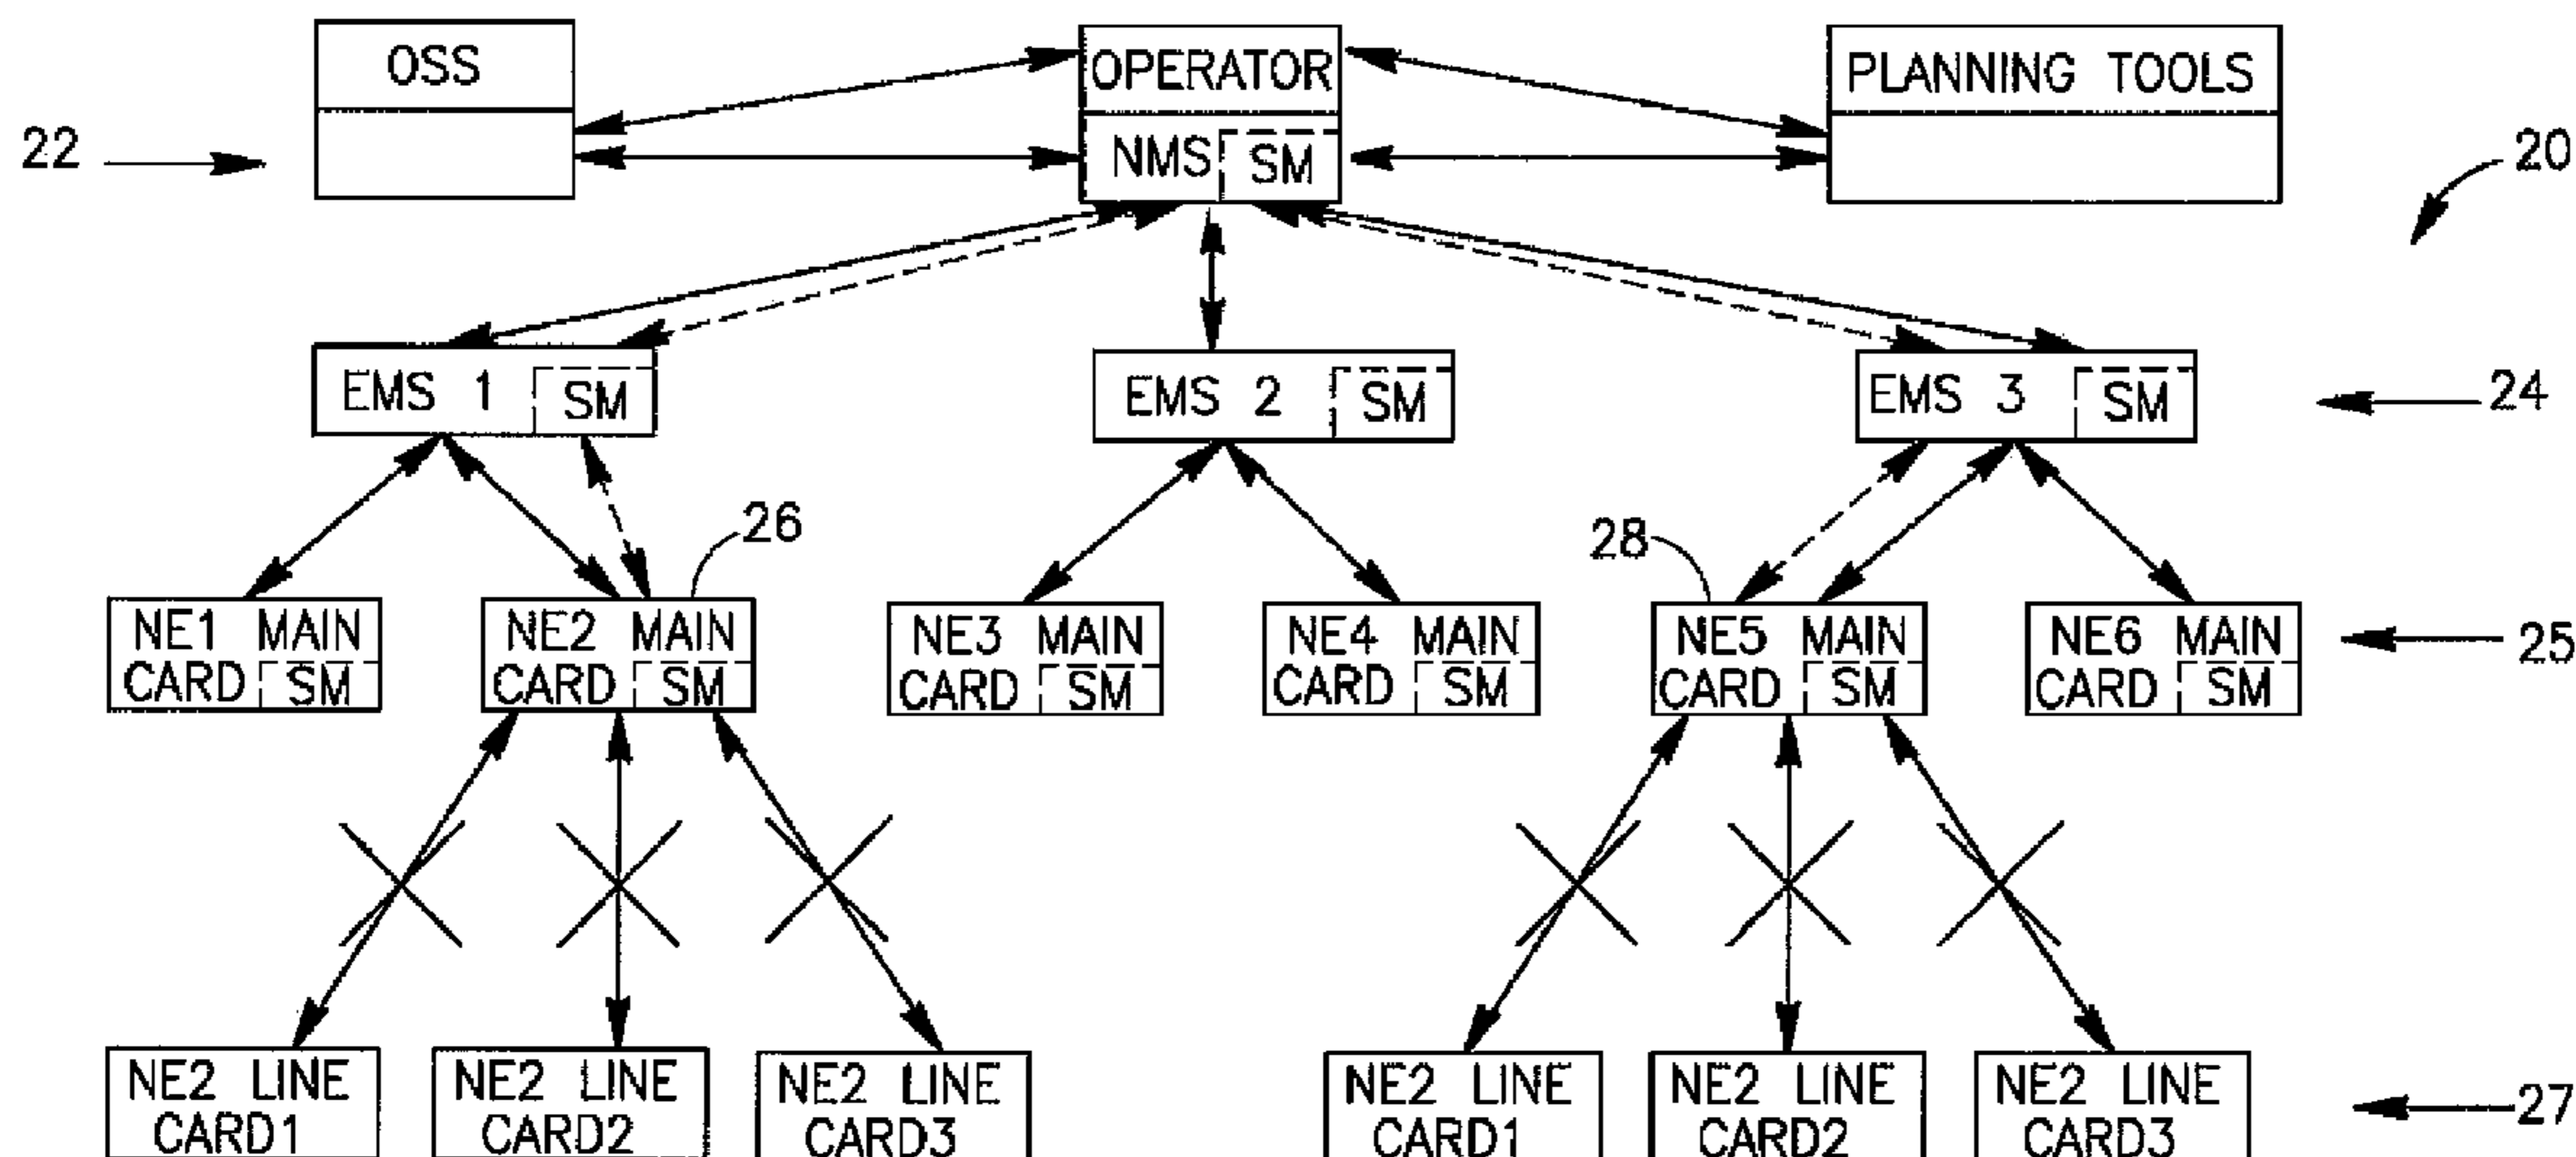 OSS
OPERATOR
PLANNING TOOLS
22
NMS SM
20
EMS 1 SM
EMS 2 SM
EMS 3 SM
24
26
28
NE1 MAIN
CARD SM
NE2 MAIN
CARD SM
NE3 MAIN
CARD SM
NE4 MAIN
CARD SM
NE5 MAIN
CARD SM
NE6 MAIN
CARD SM
25
NE2 LINE
CARD1
NE2 LINE
CARD2
NE2 LINE
CARD3
NE2 LINE
CARD1
NE2 LINE
CARD2
NE2 LINE
CARD3
27